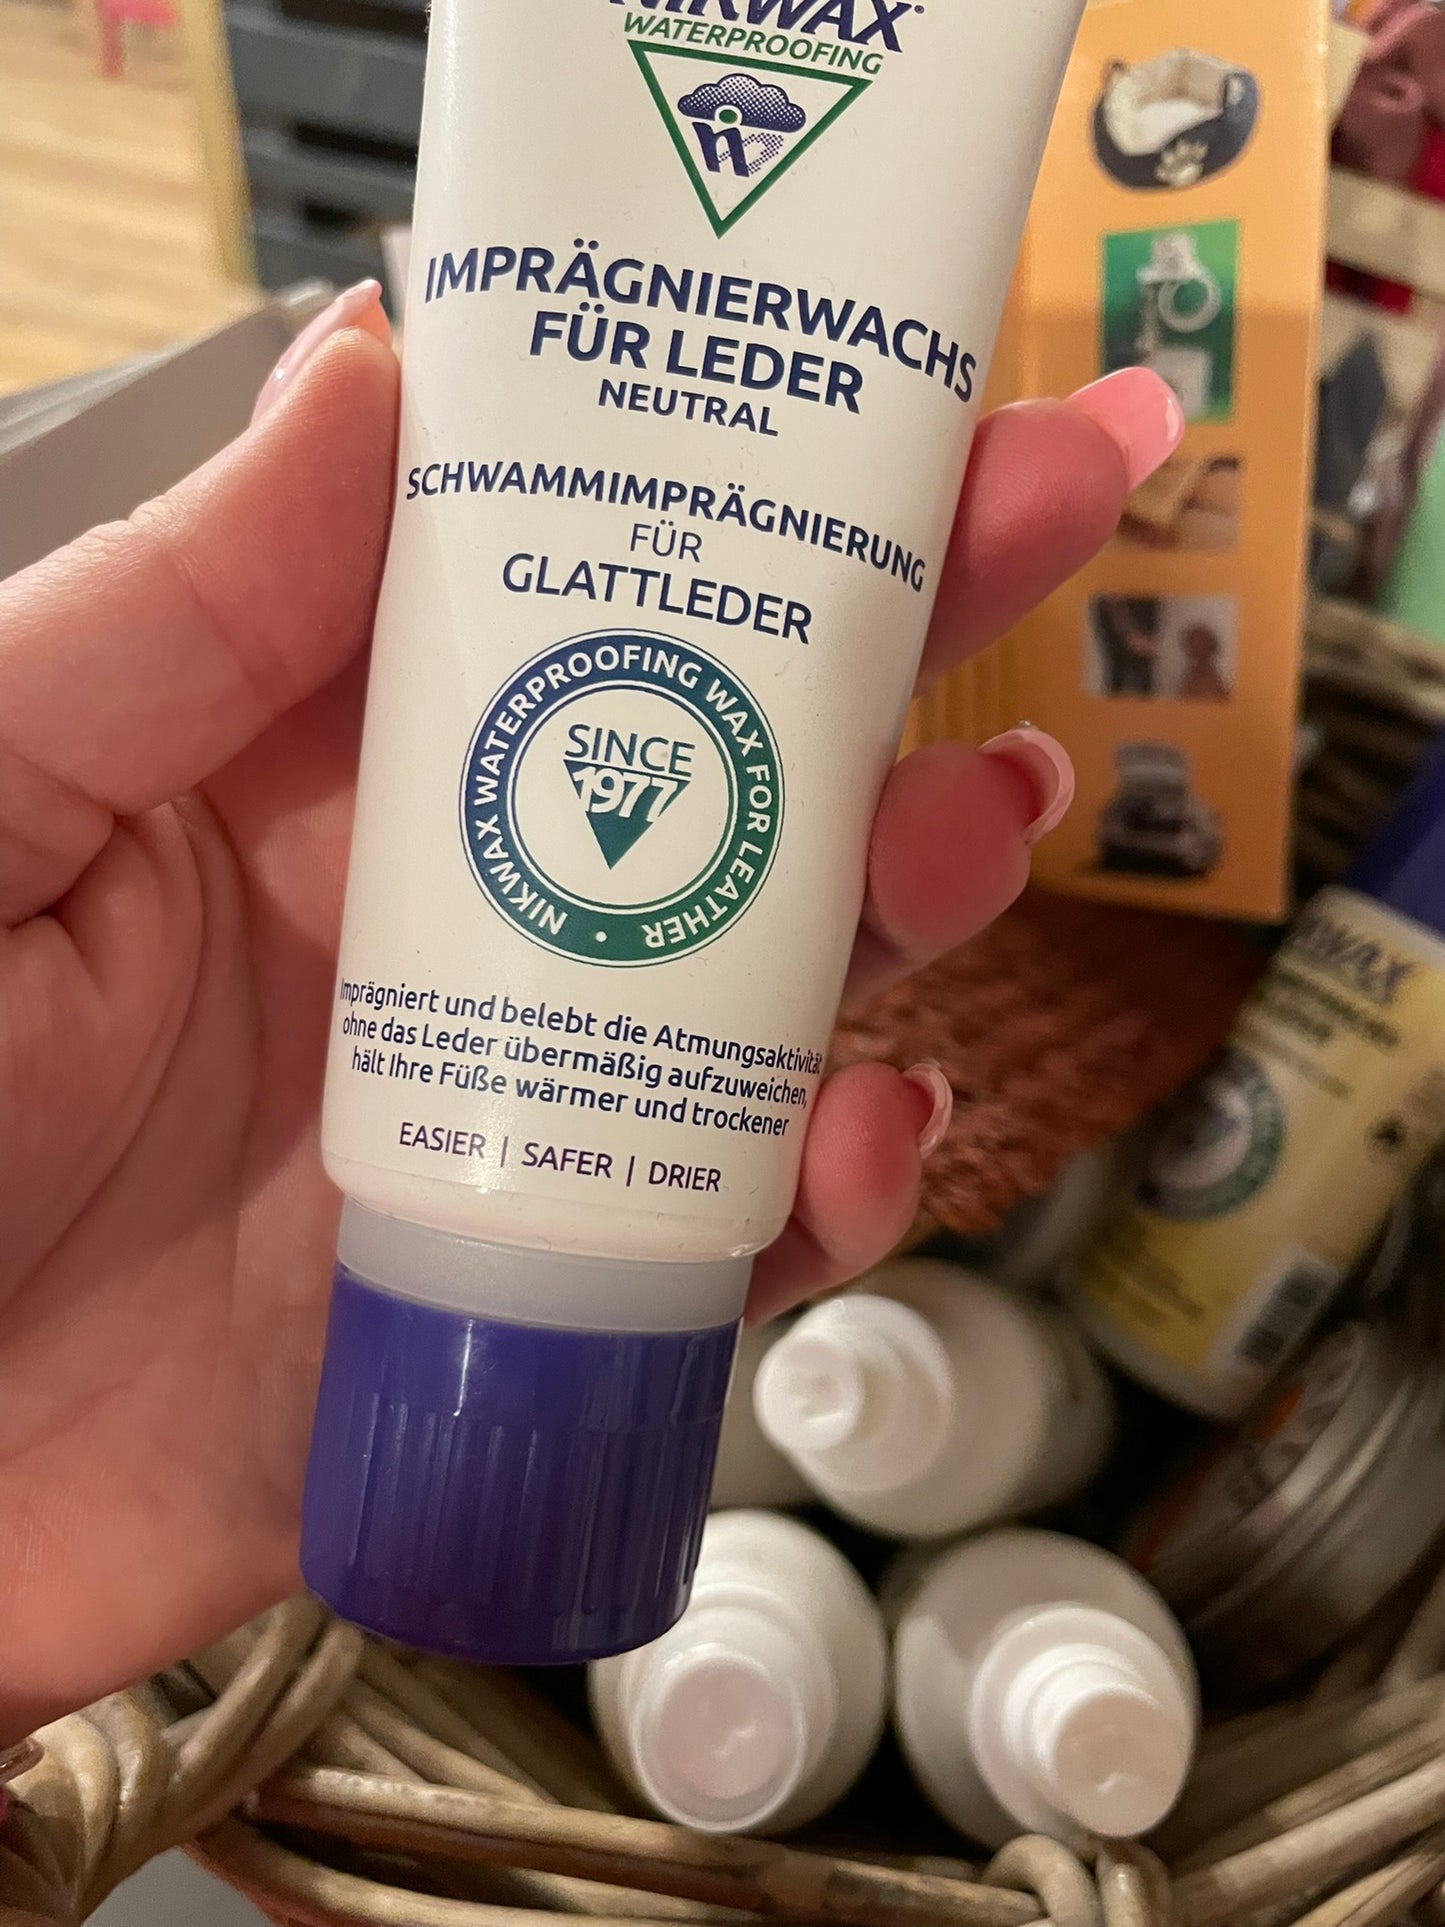 NIKWAX
WATERPROOFING
IMPRÄGNIERWACHS
FÜR LEDER
NEUTRAL
SCHWAMMIMPRÄGNIERUNG
FÜR
GLATTLEDER
NIKWAX WATERPROOFING WAX FOR LEATHER •
SINCE
1977
Imprägniert und belebt die Atmungsaktivität
ohne das Leder übermäßig aufzuweichen,
hält Ihre Füße wärmer und trockener
EASIER | SAFER | DRIER